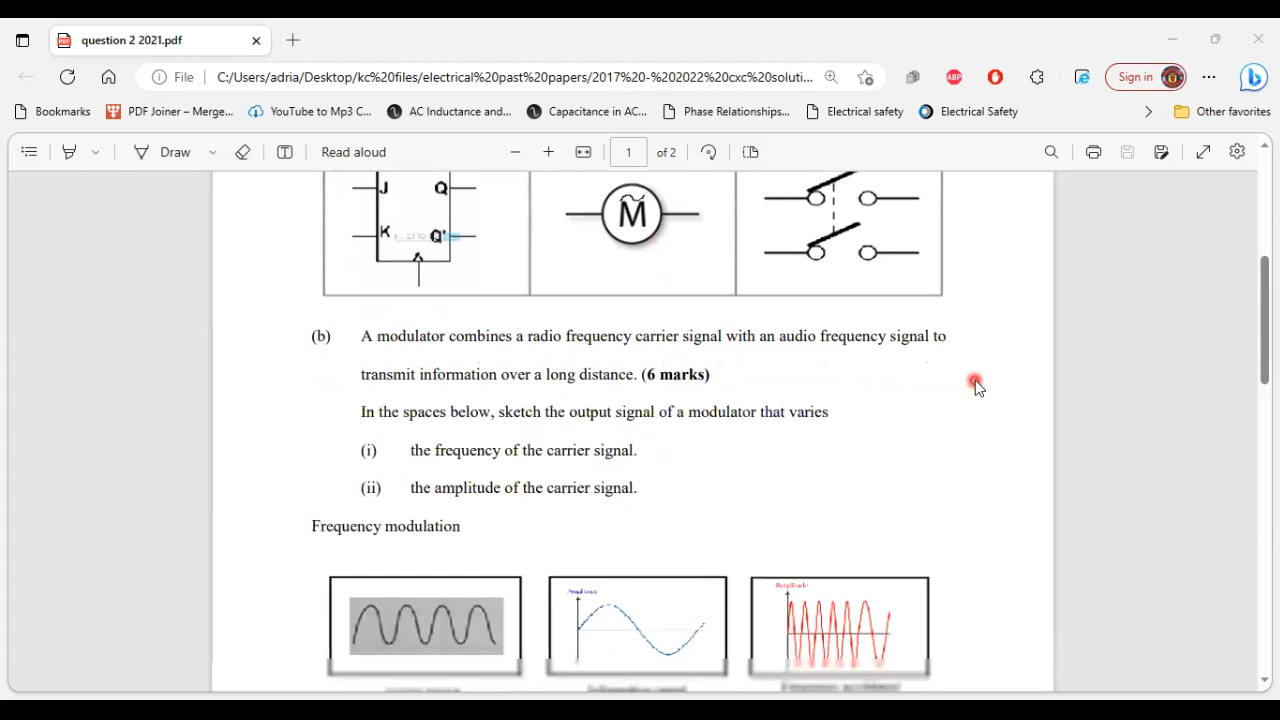 question 2 2021.pdf
File
C:/Users/adria/Desktop/kc%20files/electrical%20past%20papers/2017%20-%202022%20cxc%20soluti...
ABP
Sign in
Bookmarks
PDF Joiner – Merge...
YouTube to Mp3 C...
AC Inductance and...
Capacitance in AC...
Phase Relationships...
Electrical safety
Electrical Safety
Other favorites
Draw
Read aloud
1 of 2
J Q
K Q'
M
(b) A modulator combines a radio frequency carrier signal with an audio frequency signal to
transmit information over a long distance. (6 marks)
In the spaces below, sketch the output signal of a modulator that varies
(i) the frequency of the carrier signal.
(ii) the amplitude of the carrier signal.
Frequency modulation